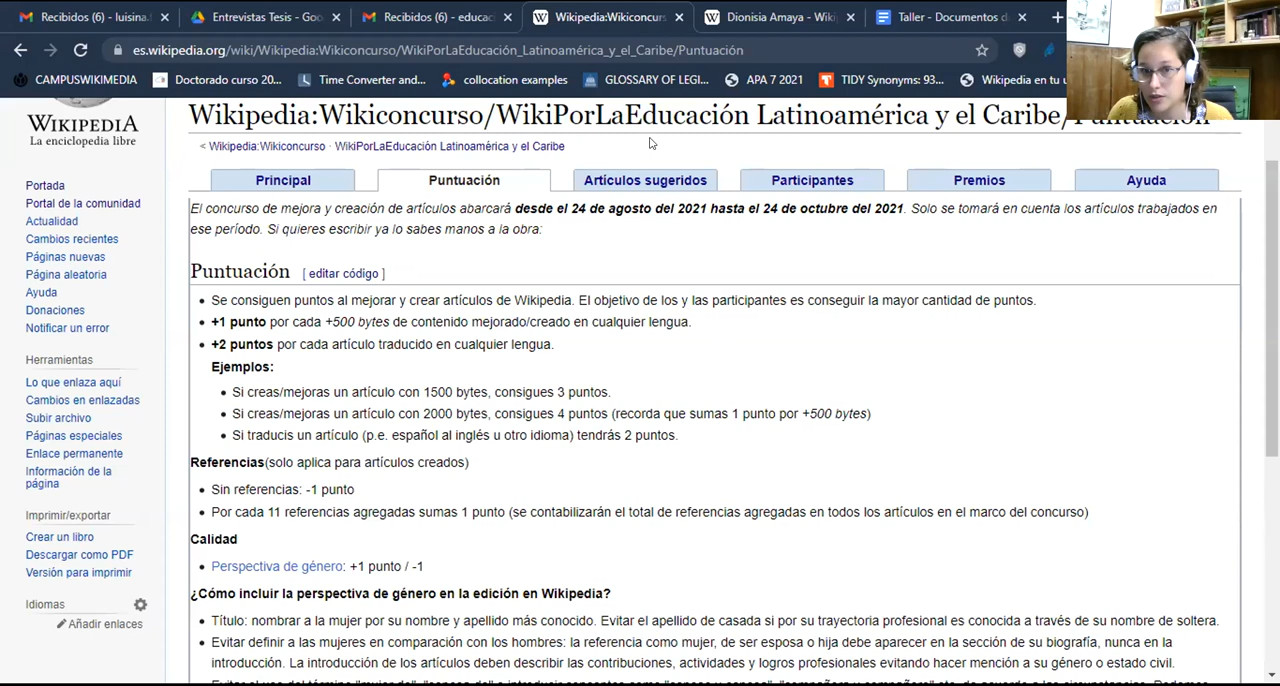 Recibidos (6) - luisina.
Entrevistas Tesis - Goo
Recibidos (6) - educac
Wikipedia:Wikiconcurs
Dionisia Amaya - Wiki
Taller - Documentos d
es.wikipedia.org/wiki/Wikipedia:Wikiconcurso/WikiPorLaEducación_Latinoamérica_y_el_Caribe/Puntuación
CAMPUSWIKIMEDIA
Doctorado curso 20...
Time Converter and...
collocation examples
GLOSSARY OF LEGI...
APA 7 2021
TIDY Synonyms: 93...
Wikipedia en tu u
WIKIPEDIA
La enciclopedia libre
Portada
Portal de la comunidad
Actualidad
Cambios recientes
Páginas nuevas
Página aleatoria
Ayuda
Donaciones
Notificar un error
Herramientas
Lo que enlaza aquí
Cambios en enlazadas
Subir archivo
Páginas especiales
Enlace permanente
Información de la
página
Imprimir/exportar
Crear un libro
Descargar como PDF
Versión para imprimir
Idiomas
Añadir enlaces
Wikipedia:Wikiconcurso/WikiPorLaEducación Latinoamérica y el Caribe/Puntuación
< Wikipedia:Wikiconcurso · WikiPorLaEducación Latinoamérica y el Caribe
Principal
Puntuación
Artículos sugeridos
Participantes
Premios
Ayuda
El concurso de mejora y creación de artículos abarcará desde el 24 de agosto del 2021 hasta el 24 de octubre del 2021. Solo se tomará en cuenta los artículos trabajados en
ese período. Si quieres escribir ya lo sabes manos a la obra:
Puntuación [ editar código ]
• Se consiguen puntos al mejorar y crear artículos de Wikipedia. El objetivo de los y las participantes es conseguir la mayor cantidad de puntos.
• +1 punto por cada +500 bytes de contenido mejorado/creado en cualquier lengua.
• +2 puntos por cada artículo traducido en cualquier lengua.
Ejemplos:
• Si creas/mejoras un artículo con 1500 bytes, consigues 3 puntos.
• Si creas/mejoras un artículo con 2000 bytes, consigues 4 puntos (recorda que sumas 1 punto por +500 bytes)
• Si traducis un artículo (p.e. español al inglés u otro idioma) tendrás 2 puntos.
Referencias(solo aplica para artículos creados)
• Sin referencias: -1 punto
• Por cada 11 referencias agregadas sumas 1 punto (se contabilizarán el total de referencias agregadas en todos los artículos en el marco del concurso)
Calidad
• Perspectiva de género: +1 punto / -1
¿Cómo incluir la perspectiva de género en la edición en Wikipedia?
• Título: nombrar a la mujer por su nombre y apellido más conocido. Evitar el apellido de casada si por su trayectoria profesional es conocida a través de su nombre de soltera.
• Evitar definir a las mujeres en comparación con los hombres: la referencia como mujer, de ser esposa o hija debe aparecer en la sección de su biografía, nunca en la
introducción. La introducción de los artículos deben describir las contribuciones, actividades y logros profesionales evitando hacer mención a su género o estado civil.